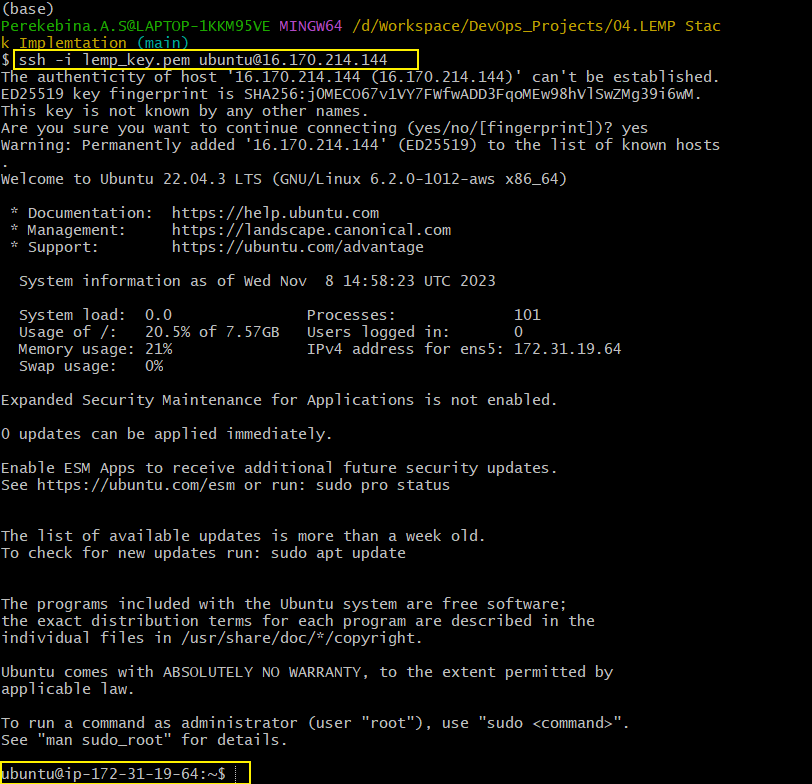 (base)
Perekebina.A.S@LAPTOP-1KKM95VE MINGW64 /d/Workspace/DevOps_Projects/04.LEMP Stac
k Implemtation (main)
$ ssh -i lemp_key.pem ubuntu@16.170.214.144
The authenticity of host '16.170.214.144 (16.170.214.144)' can't be established.
ED25519 key fingerprint is SHA256:jOMECO67v1VY7FWfwADD3FqoMEw98hVlSwZMg39i6wM.
This key is not known by any other names.
Are you sure you want to continue connecting (yes/no/[fingerprint])? yes
Warning: Permanently added '16.170.214.144' (ED25519) to the list of known hosts
.
Welcome to Ubuntu 22.04.3 LTS (GNU/Linux 6.2.0-1012-aws x86_64)
* Documentation: https://help.ubuntu.com
* Management: https://landscape.canonical.com
* Support: https://ubuntu.com/advantage
System information as of Wed Nov 8 14:58:23 UTC 2023
System load: 0.0 Processes: 101
Usage of /: 20.5% of 7.57GB Users logged in: 0
Memory usage: 21% IPv4 address for ens5: 172.31.19.64
Swap usage: 0%
Expanded Security Maintenance for Applications is not enabled.
0 updates can be applied immediately.
Enable ESM Apps to receive additional future security updates.
See https://ubuntu.com/esm or run: sudo pro status
The list of available updates is more than a week old.
To check for new updates run: sudo apt update
The programs included with the Ubuntu system are free software;
the exact distribution terms for each program are described in the
individual files in /usr/share/doc/*/copyright.
Ubuntu comes with ABSOLUTELY NO WARRANTY, to the extent permitted by
applicable law.
To run a command as administrator (user "root"), use "sudo <command>".
See "man sudo_root" for details.
ubuntu@ip-172-31-19-64:~$